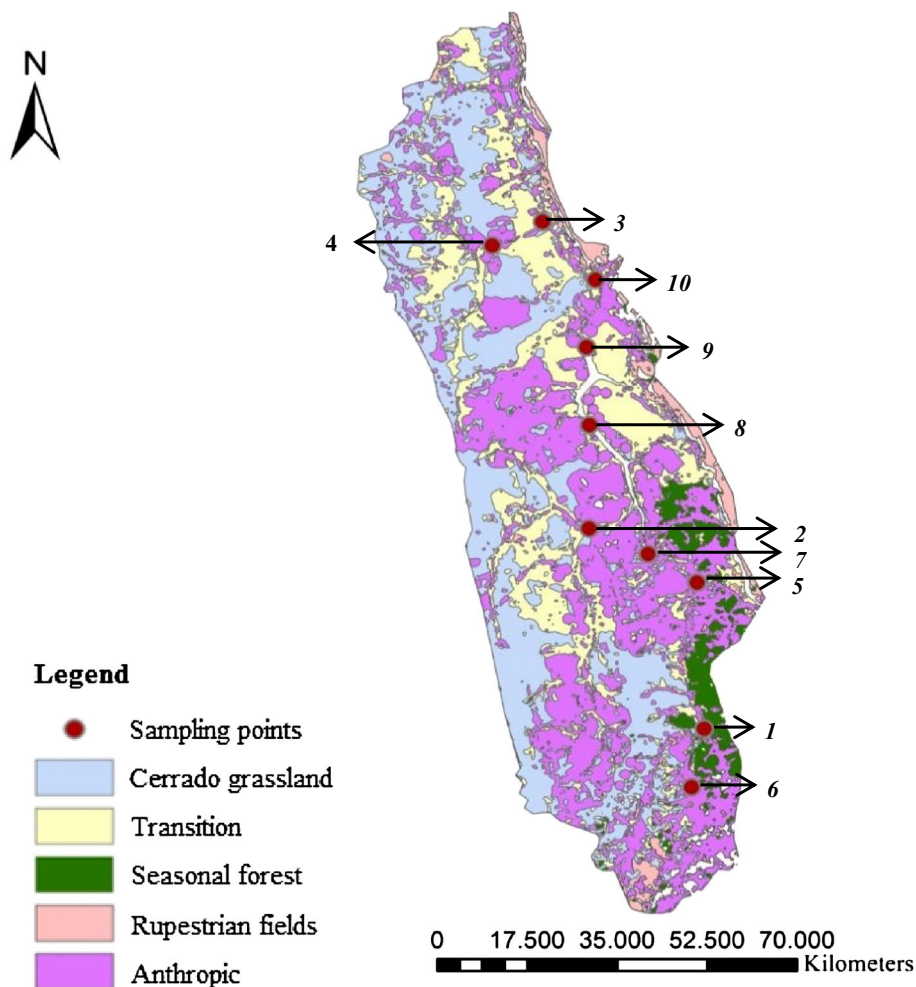 N
3
4
10
9
8
2
7
5
1
6
Legend
Sampling points
Cerrado grassland
Transition
Seasonal forest
Rupestrian fields
Anthropic
0 17.500 35.000 52.500 70.000
Kilometers